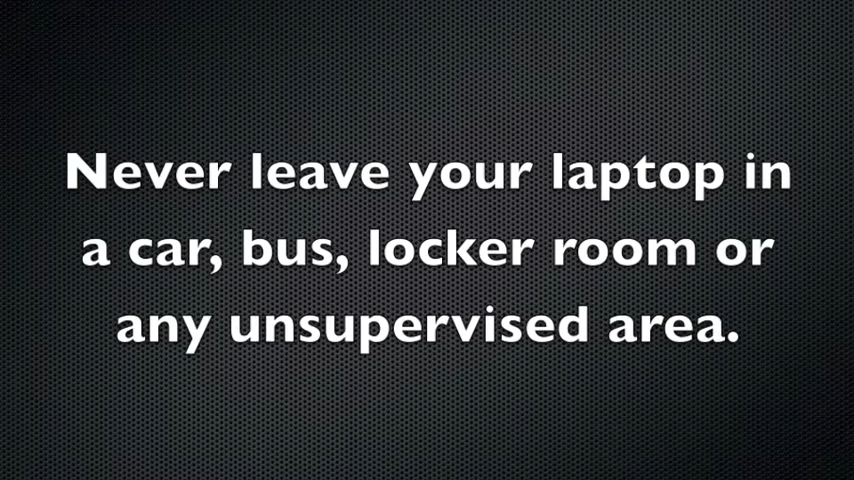 Never leave your laptop in
a car, bus, locker room or
any unsupervised area.